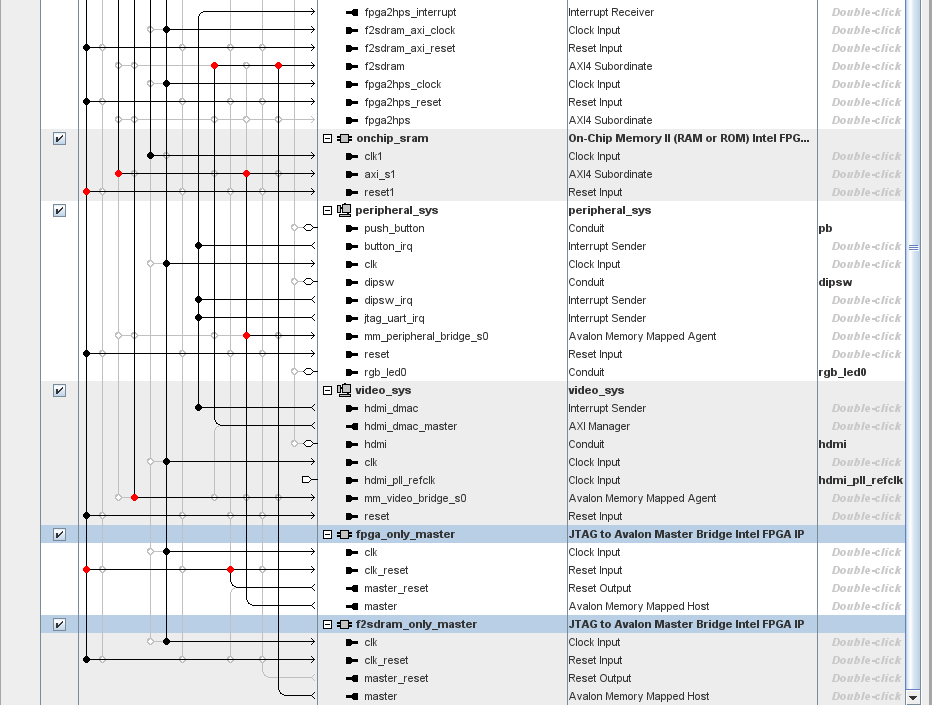 fpga2hps_interrupt Interrupt Receiver Double-click
f2sdram_axi_clock Clock Input Double-click
f2sdram_axi_reset Reset Input Double-click
f2sdram AXI4 Subordinate Double-click
fpga2hps_clock Clock Input Double-click
fpga2hps_reset Reset Input Double-click
fpga2hps AXI4 Subordinate Double-click
onchip_sram On-Chip Memory II (RAM or ROM) Intel FPG...
clk1 Clock Input Double-click
axi_s1 AXI4 Subordinate Double-click
reset1 Reset Input Double-click
peripheral_sys peripheral_sys
push_button Conduit pb
button_irq Interrupt Sender Double-click
clk Clock Input Double-click
dipsw Conduit dipsw
dipsw_irq Interrupt Sender Double-click
jtag_uart_irq Interrupt Sender Double-click
mm_peripheral_bridge_s0 Avalon Memory Mapped Agent Double-click
reset Reset Input Double-click
rgb_led0 Conduit rgb_led0
video_sys video_sys
hdmi_dmac Interrupt Sender Double-click
hdmi_dmac_master AXI Manager Double-click
hdmi Conduit hdmi
clk Clock Input Double-click
hdmi_pll_refclk Clock Input hdmi_pll_refclk
mm_video_bridge_s0 Avalon Memory Mapped Agent Double-click
reset Reset Input Double-click
fpga_only_master JTAG to Avalon Master Bridge Intel FPGA IP
clk Clock Input Double-click
clk_reset Reset Input Double-click
master_reset Reset Output Double-click
master Avalon Memory Mapped Host Double-click
f2sdram_only_master JTAG to Avalon Master Bridge Intel FPGA IP
clk Clock Input Double-click
clk_reset Reset Input Double-click
master_reset Reset Output Double-click
master Avalon Memory Mapped Host Double-click